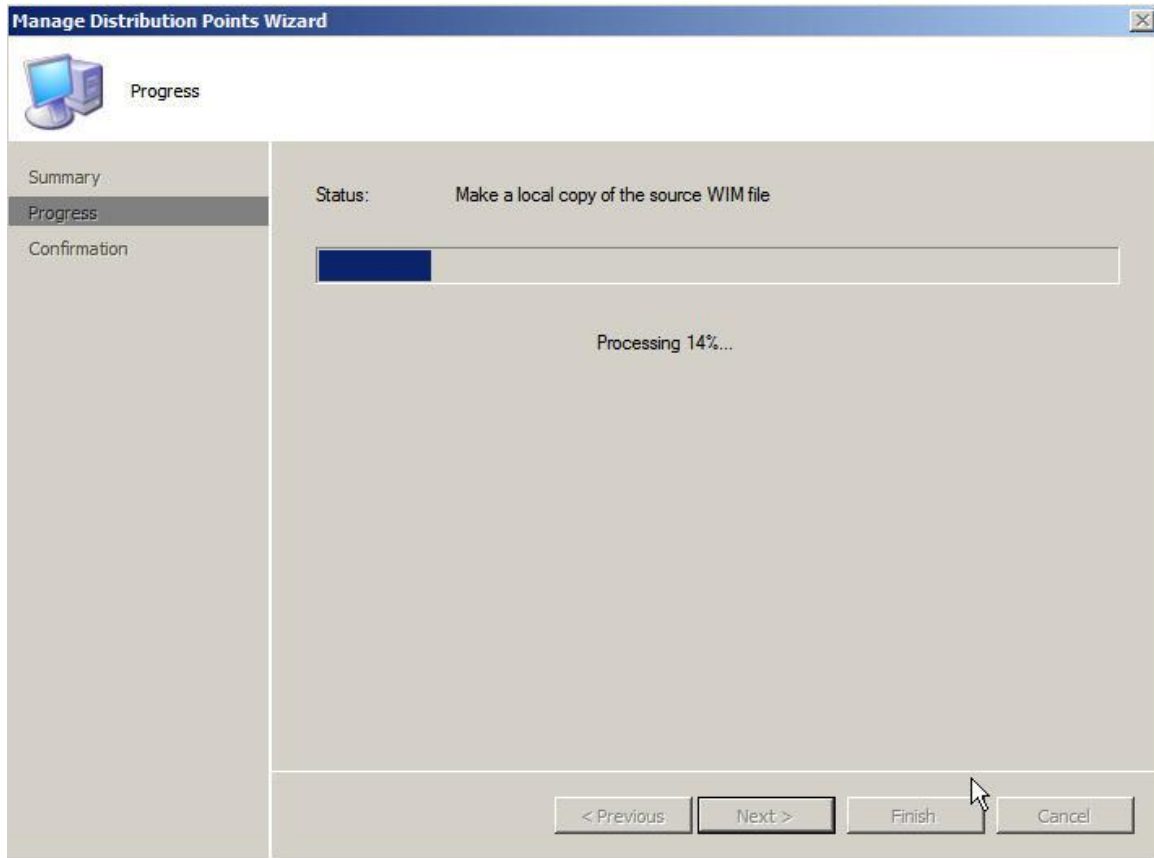 Manage Distribution Points Wizard
Progress
Summary
Progress
Confirmation
Status: Make a local copy of the source WIM file
Processing 14%...
< Previous Next > Finish Cancel